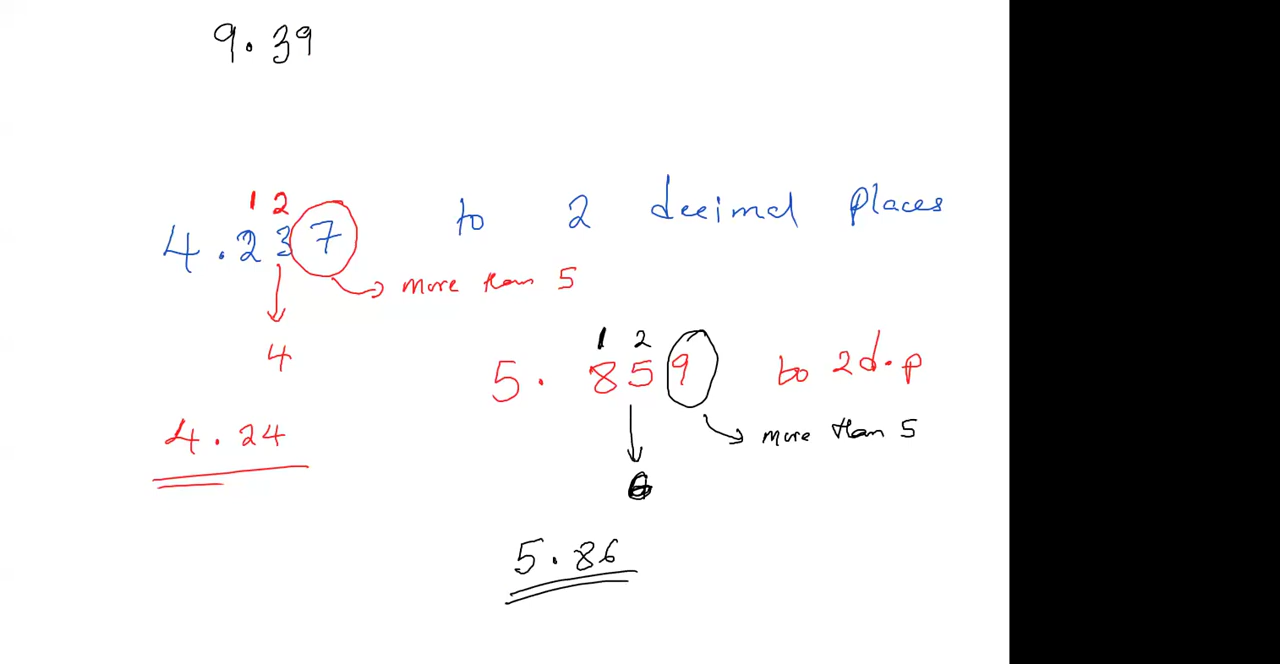 9.39
1 2
4.237 to 2 decimal places
more than 5
4
4.24
1 2
5.859 to 2d.p
more than 5
6
5.86